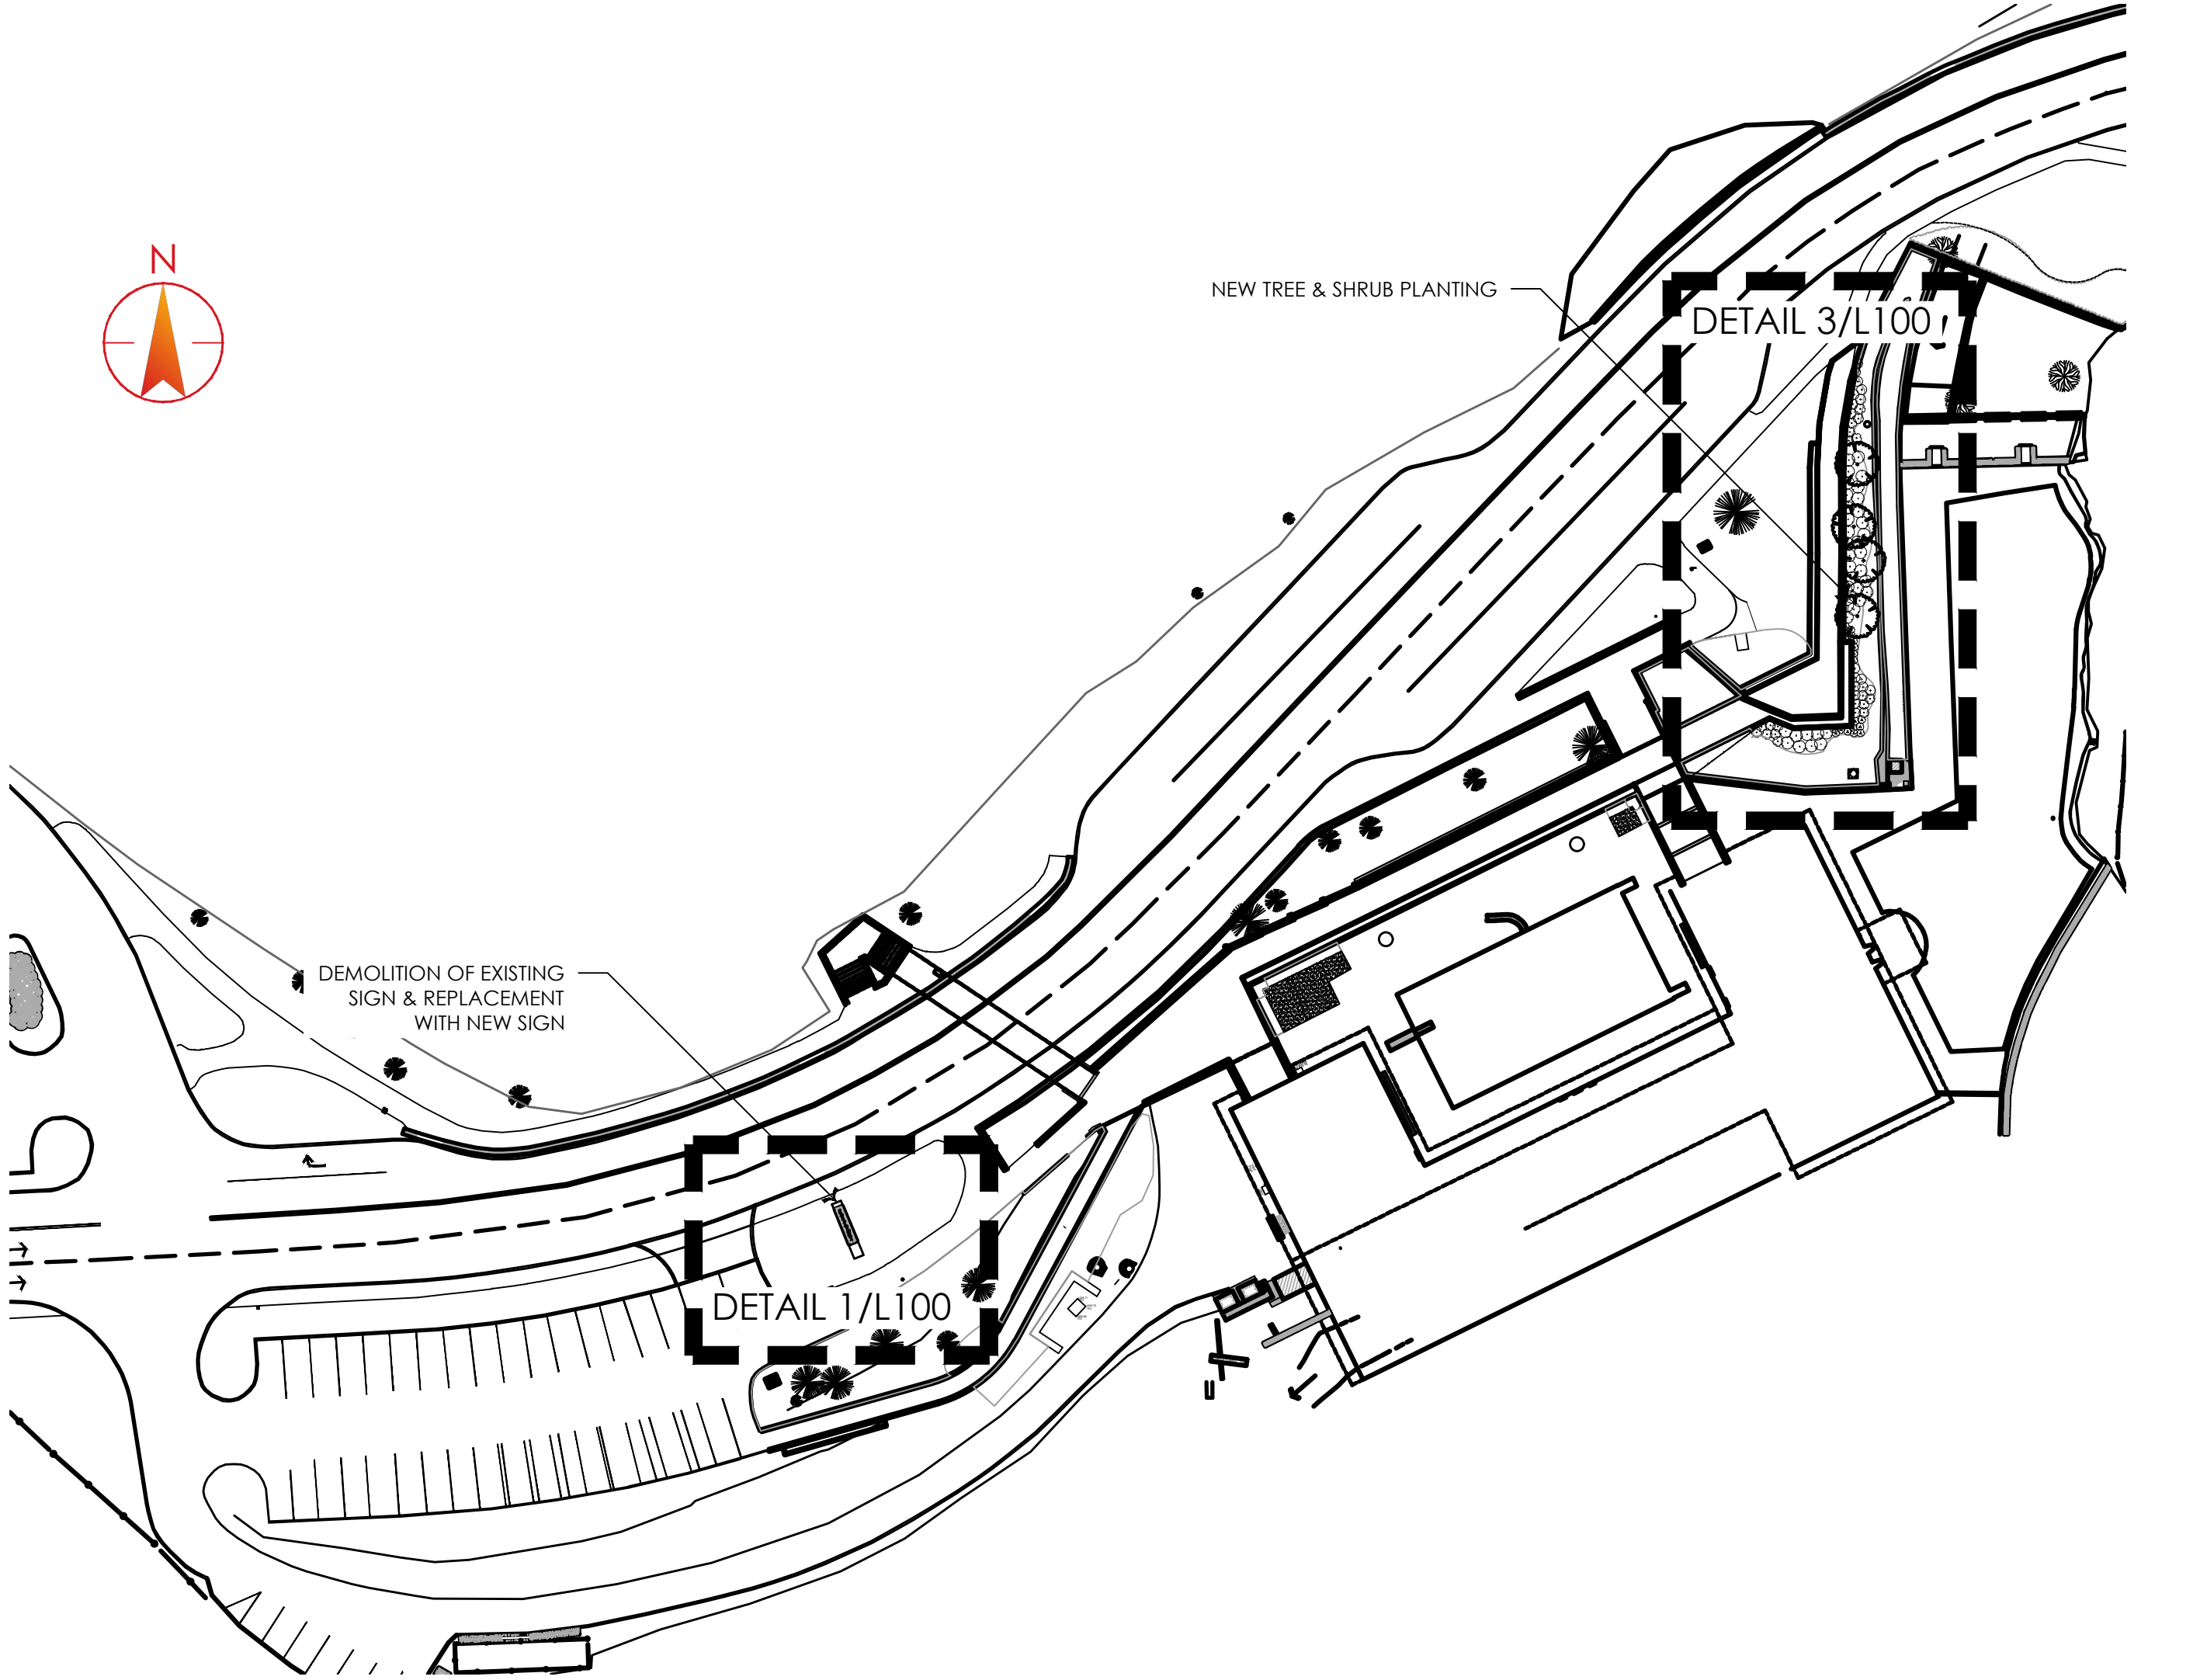 N
NEW TREE & SHRUB PLANTING
DETAIL 3/L100
DEMOLITION OF EXISTING
SIGN & REPLACEMENT
WITH NEW SIGN
DETAIL 1/L100